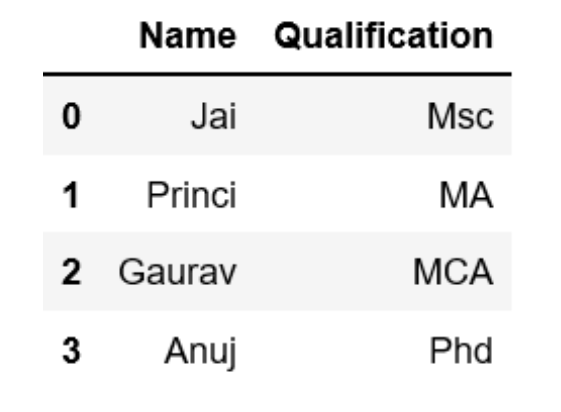 Name Qualification
0 Jai Msc
1 Princi MA
2 Gaurav MCA
3 Anuj Phd